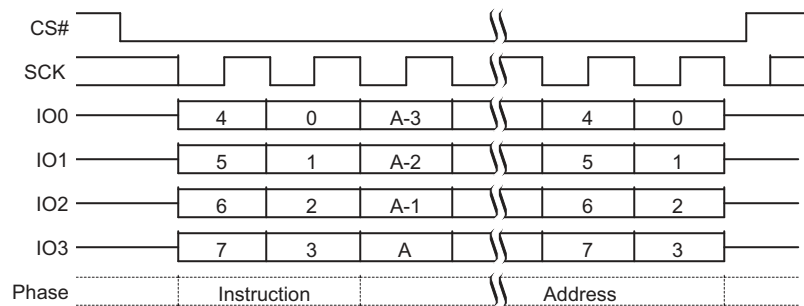 CS#
SCK
IO0 4 0 A-3 4 0
IO1 5 1 A-2 5 1
IO2 6 2 A-1 6 2
IO3 7 3 A 7 3
Phase Instruction Address